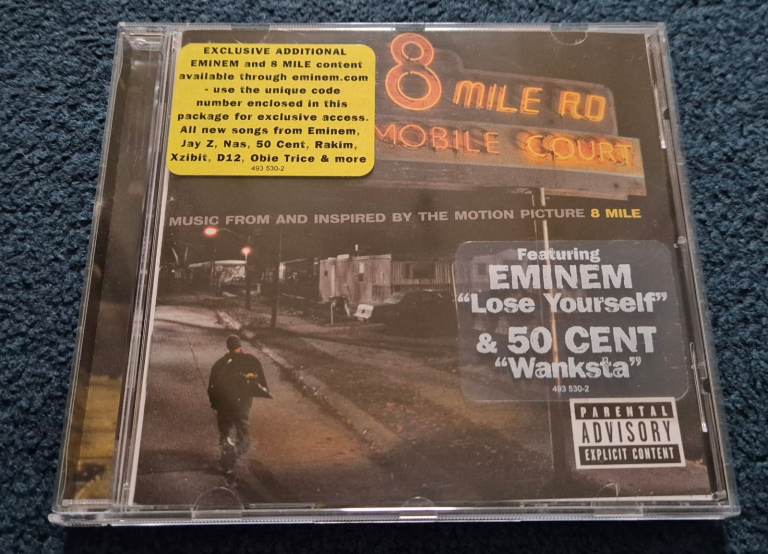 EXCLUSIVE ADDITIONAL
EMINEM and 8 MILE content
available through eminem.com
- use the unique code
number enclosed in this
package for exclusive access.
All new songs from Eminem,
Jay Z, Nas, 50 Cent, Rakim,
Xzibit, D12, Obie Trice & more
493 530-2
8 MILE RD
MOBILE COURT
MUSIC FROM AND INSPIRED BY THE MOTION PICTURE 8 MILE
Featuring
EMINEM
“Lose Yourself”
& 50 CENT
“Wanksta”
493 530-2
PARENTAL
ADVISORY
EXPLICIT CONTENT